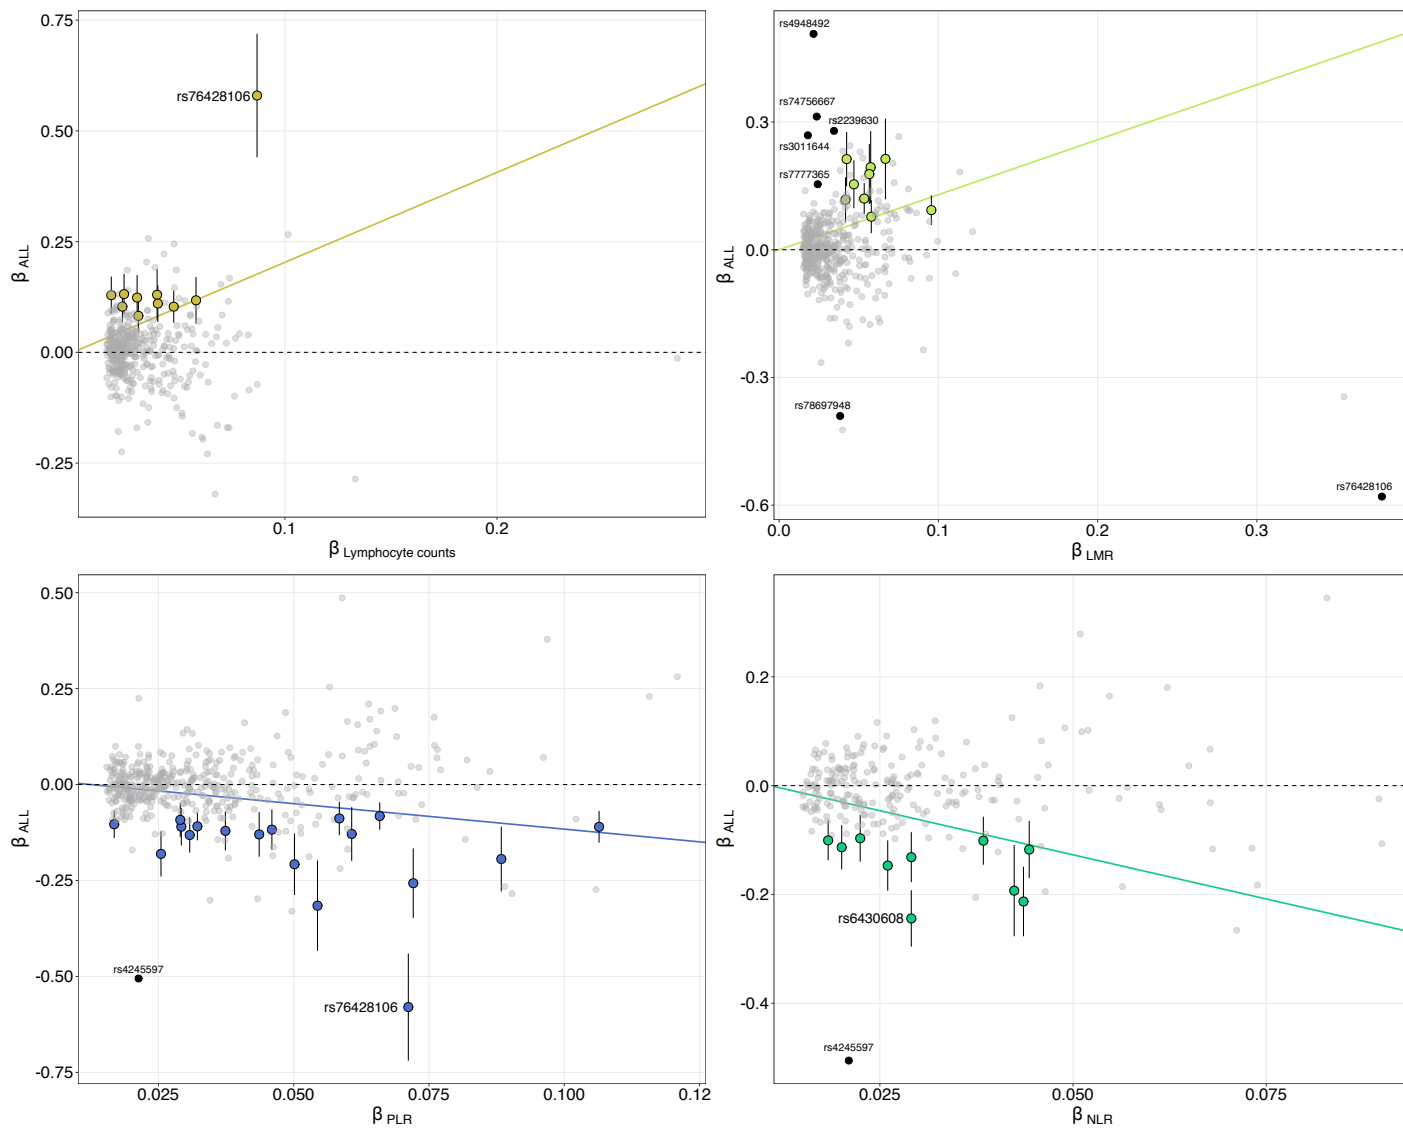 0.75
0.50
0.25
0.00
-0.25
β ALL
rs76428106
0.1
0.2
β Lymphocyte counts
0.3
0.0
-0.3
-0.6
β ALL
rs4948492
rs74756667
rs2239630
rs3011644
rs7777365
rs78697948
rs76428106
0.0
0.1
0.2
0.3
β LMR
0.50
0.25
0.00
-0.25
-0.50
-0.75
β ALL
rs4245597
rs76428106
0.025
0.050
0.075
0.100
0.12
β PLR
0.2
0.0
-0.2
-0.4
β ALL
rs6430608
rs4245597
0.025
0.050
0.075
β NLR